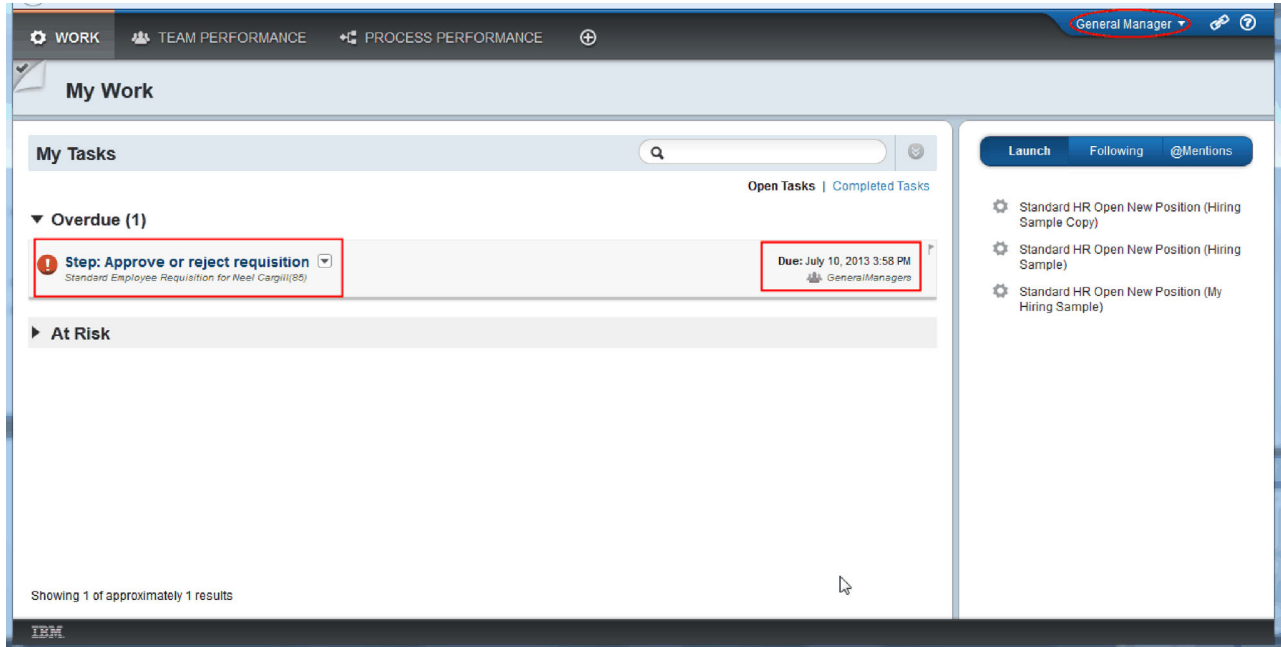 General Manager
WORK TEAM PERFORMANCE PROCESS PERFORMANCE
My Work
My Tasks
Open Tasks | Completed Tasks
Overdue (1)
Step: Approve or reject requisition
Standard Employee Requisition for Neel Cargill(85)
Due: July 10, 2013 3:58 PM
GeneralManagers
At Risk
Showing 1 of approximately 1 results
Launch Following @Mentions
Standard HR Open New Position (Hiring
Sample Copy)
Standard HR Open New Position (Hiring
Sample)
Standard HR Open New Position (My
Hiring Sample)
IBM.